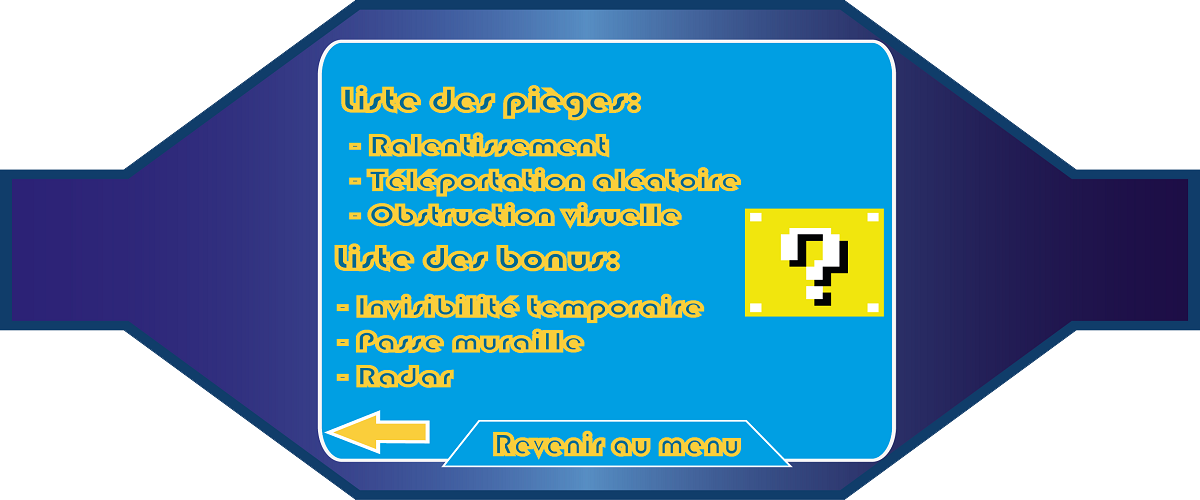 Liste des pièges:
- Ralentissement
- Téléportation aléatoire
- Obstruction visuelle
Liste des bonus:
- Invisibilité temporaire
- Passe muraille
- Radar
?
Revenir au menu